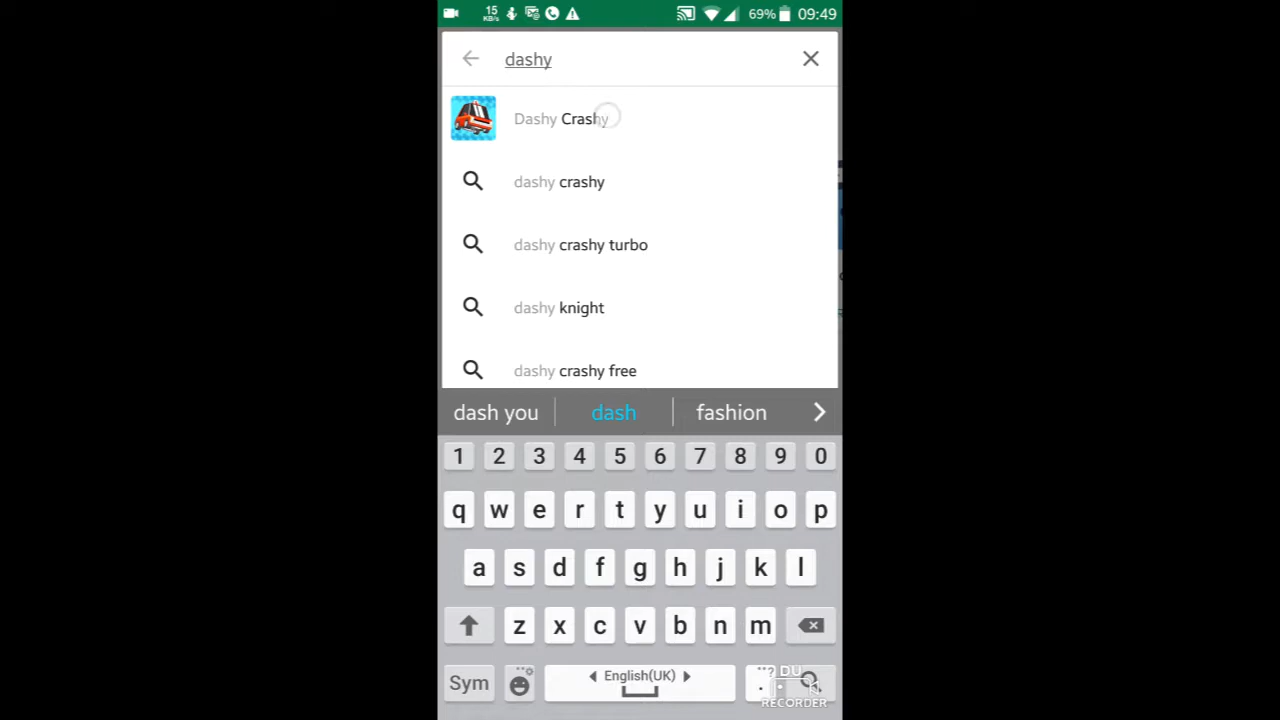 15 KB/s 69% 09:49
dashy
Dashy Crashy
dashy crashy
dashy crashy turbo
dashy knight
dashy crashy free
dash you dash fashion
1 2 3 4 5 6 7 8 9 0
q w e r t y u i o p
a s d f g h j k l
z x c v b n m
Sym English(UK) .
DU
RECORDER